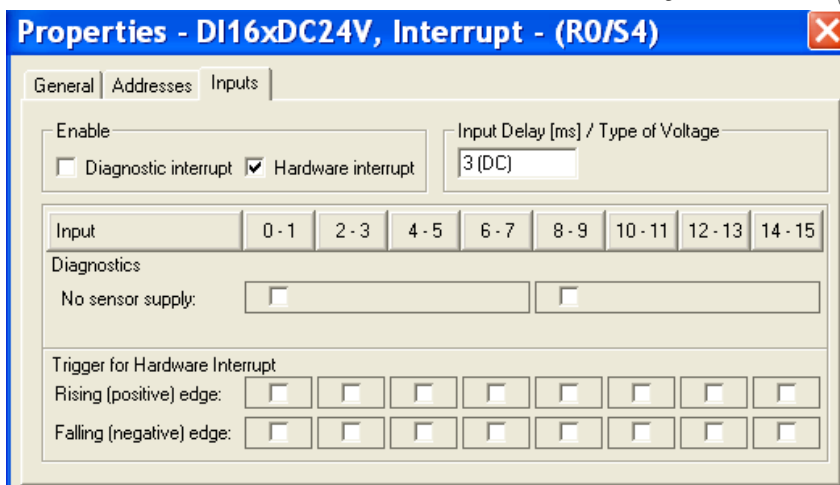 Properties - DI16xDC24V, Interrupt - (R0/S4)
General Addresses Inputs
Enable
Input Delay [ms] / Type of Voltage
Diagnostic interrupt Hardware interrupt
3 (DC)
Input 0 - 1 2 - 3 4 - 5 6 - 7 8 - 9 10 - 11 12 - 13 14 - 15
Diagnostics
No sensor supply:
Trigger for Hardware Interrupt
Rising (positive) edge:
Falling (negative) edge: